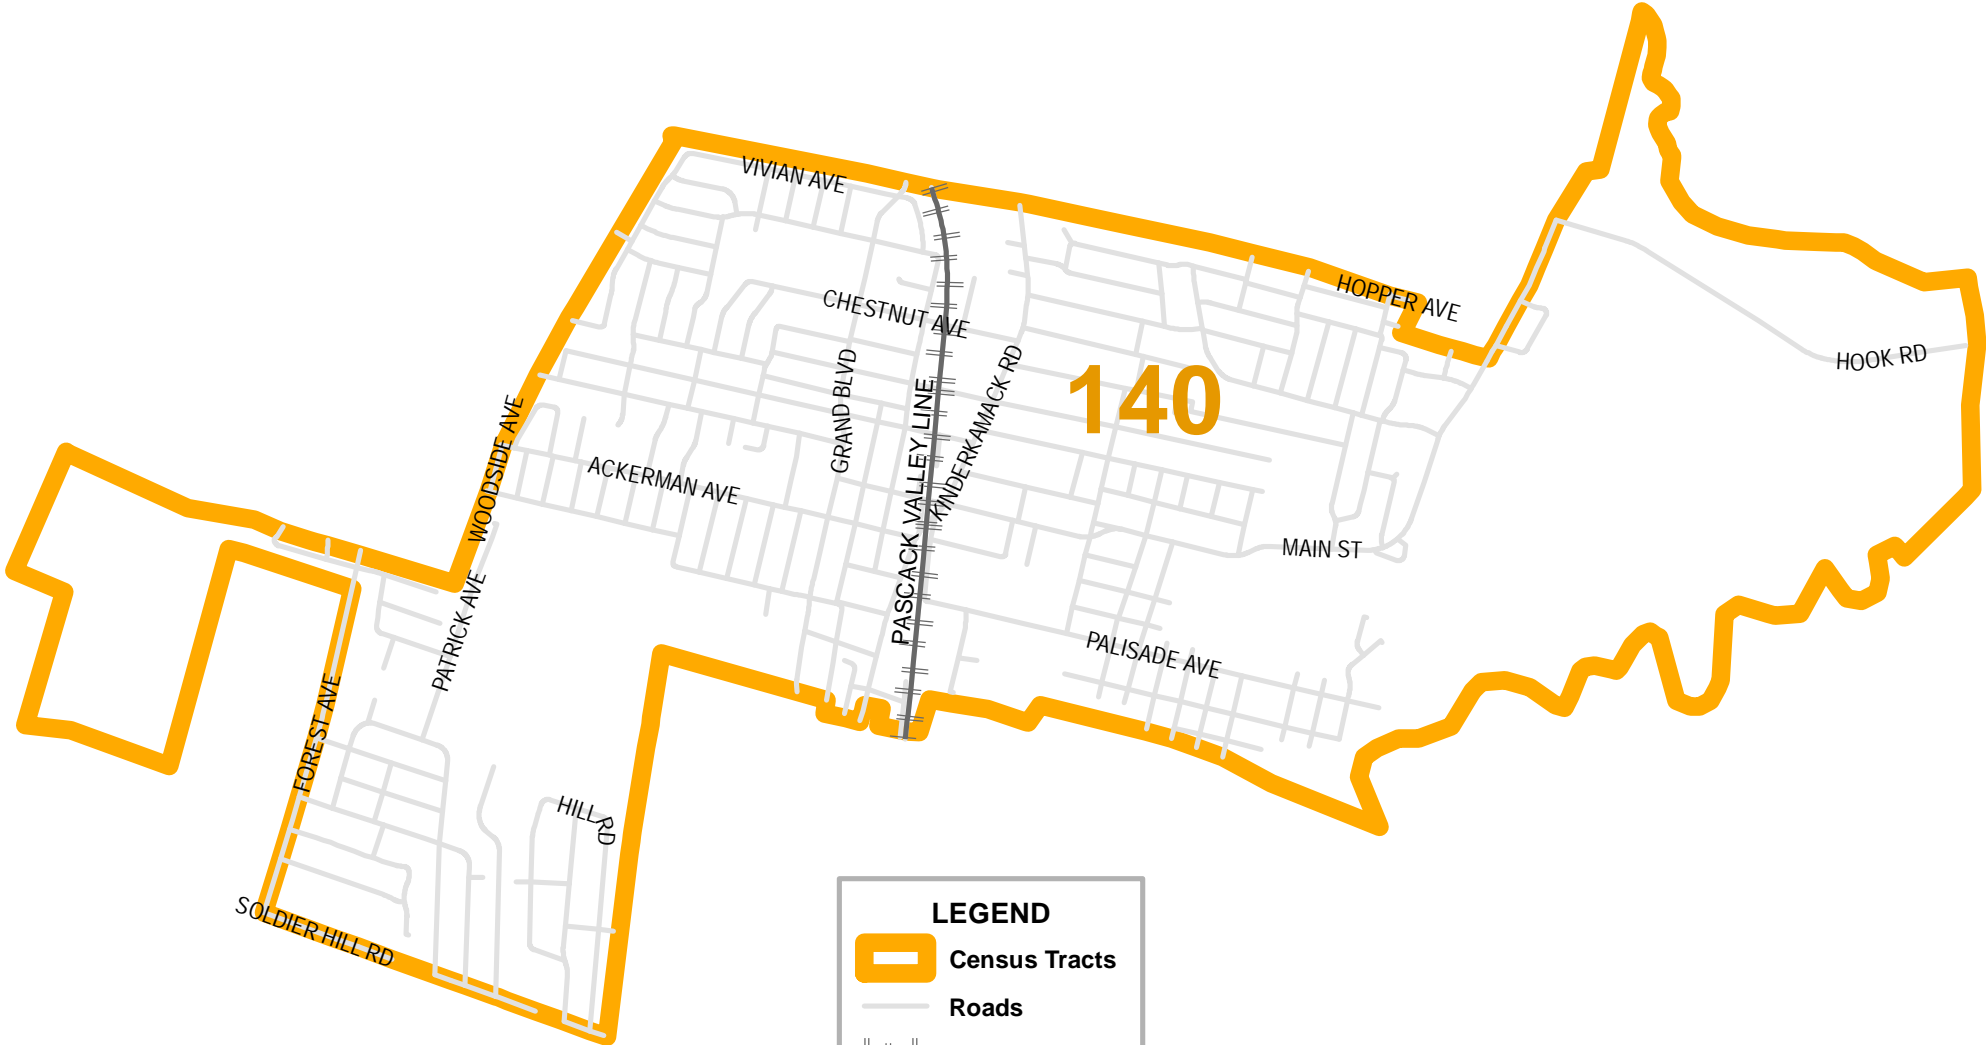 VIVIAN AVE
HOPPER AVE
CHESTNUT AVE
HOOK RD
GRAND BLVD
KINDERKAMACK RD
140
WOODSIDE AVE
PASCACK VALLEY LINE
ACKERMAN AVE
MAIN ST
PATRICK AVE
PALISADE AVE
FOREST AVE
HILL RD
SOLDIER HILL RD
LEGEND
Census Tracts
Roads